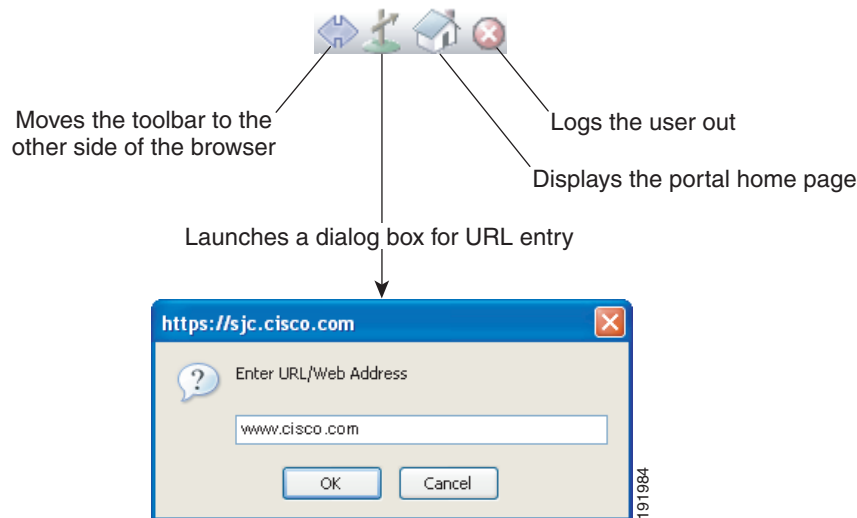 Moves the toolbar to the
other side of the browser
Logs the user out
Displays the portal home page
Launches a dialog box for URL entry
https://sjc.cisco.com
Enter URL/Web Address
www.cisco.com
OK
Cancel
191984